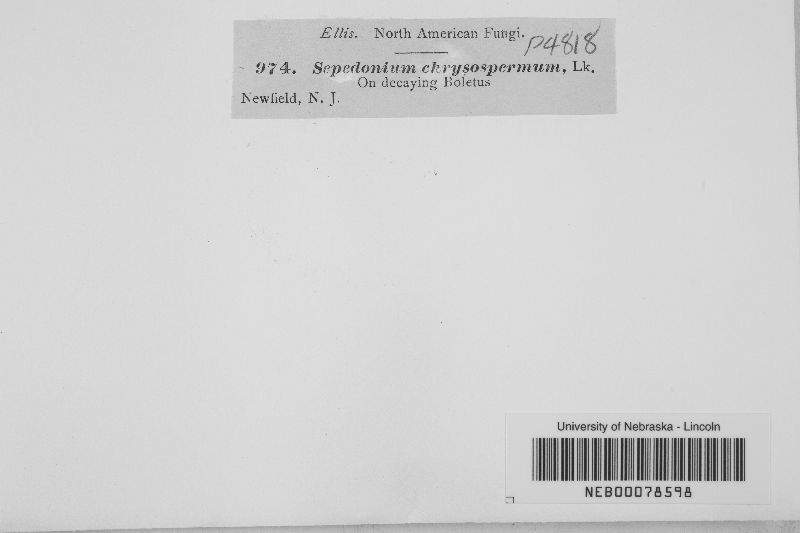 Ellis. North American Fungi.
P4818
974. Sepedonium chrysospermum, Lk.
On decaying Boletus
Newfield, N. J.
University of Nebraska - Lincoln
NEB00078598